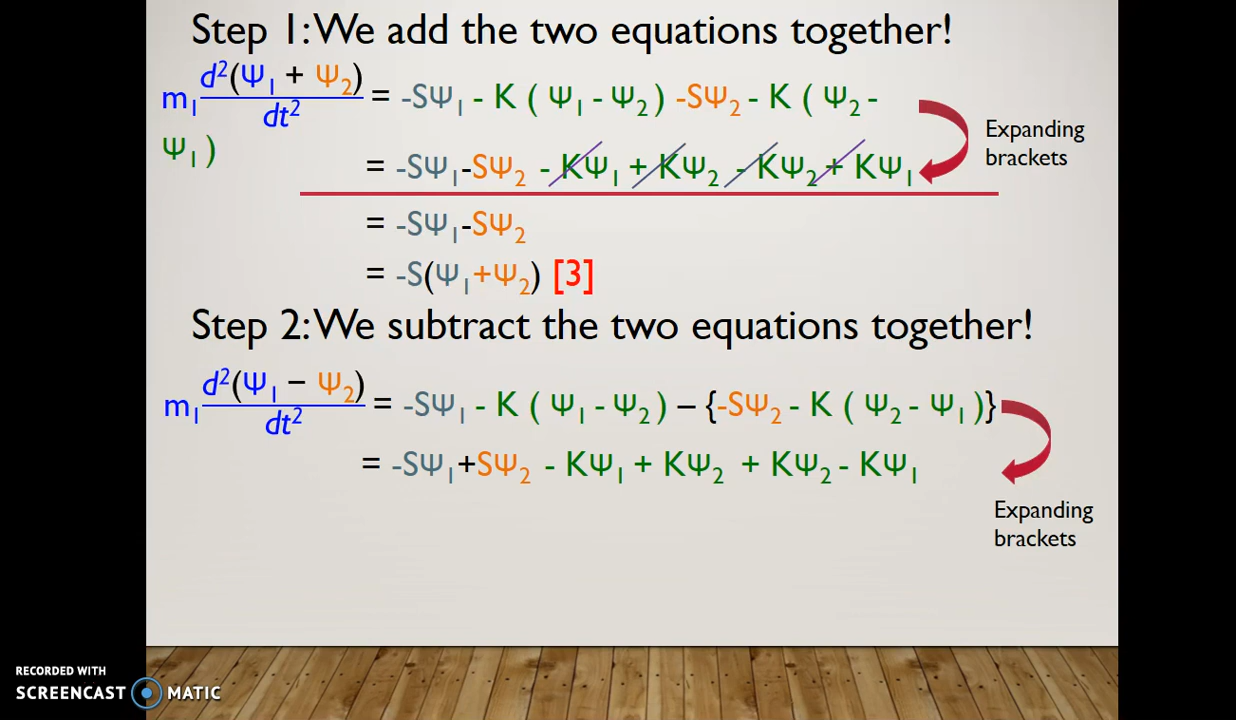 Step 1: We add the two equations together!
m₁ d²(Ψ₁ + Ψ₂)/dt² = -SΨ₁ - K ( Ψ₁ - Ψ₂ ) -SΨ₂ - K ( Ψ₂ -
Ψ₁ )
= -SΨ₁-SΨ₂ - KΨ₁ + KΨ₂ - KΨ₂ + KΨ₁
Expanding
brackets
= -SΨ₁-SΨ₂
= -S(Ψ₁+Ψ₂) [3]
Step 2: We subtract the two equations together!
m₁ d²(Ψ₁ − Ψ₂)/dt² = -SΨ₁ - K ( Ψ₁ - Ψ₂ ) – {-SΨ₂ - K ( Ψ₂ - Ψ₁ )}
= -SΨ₁+SΨ₂ - KΨ₁ + KΨ₂ + KΨ₂ - KΨ₁
Expanding
brackets
RECORDED WITH
SCREENCAST MATIC